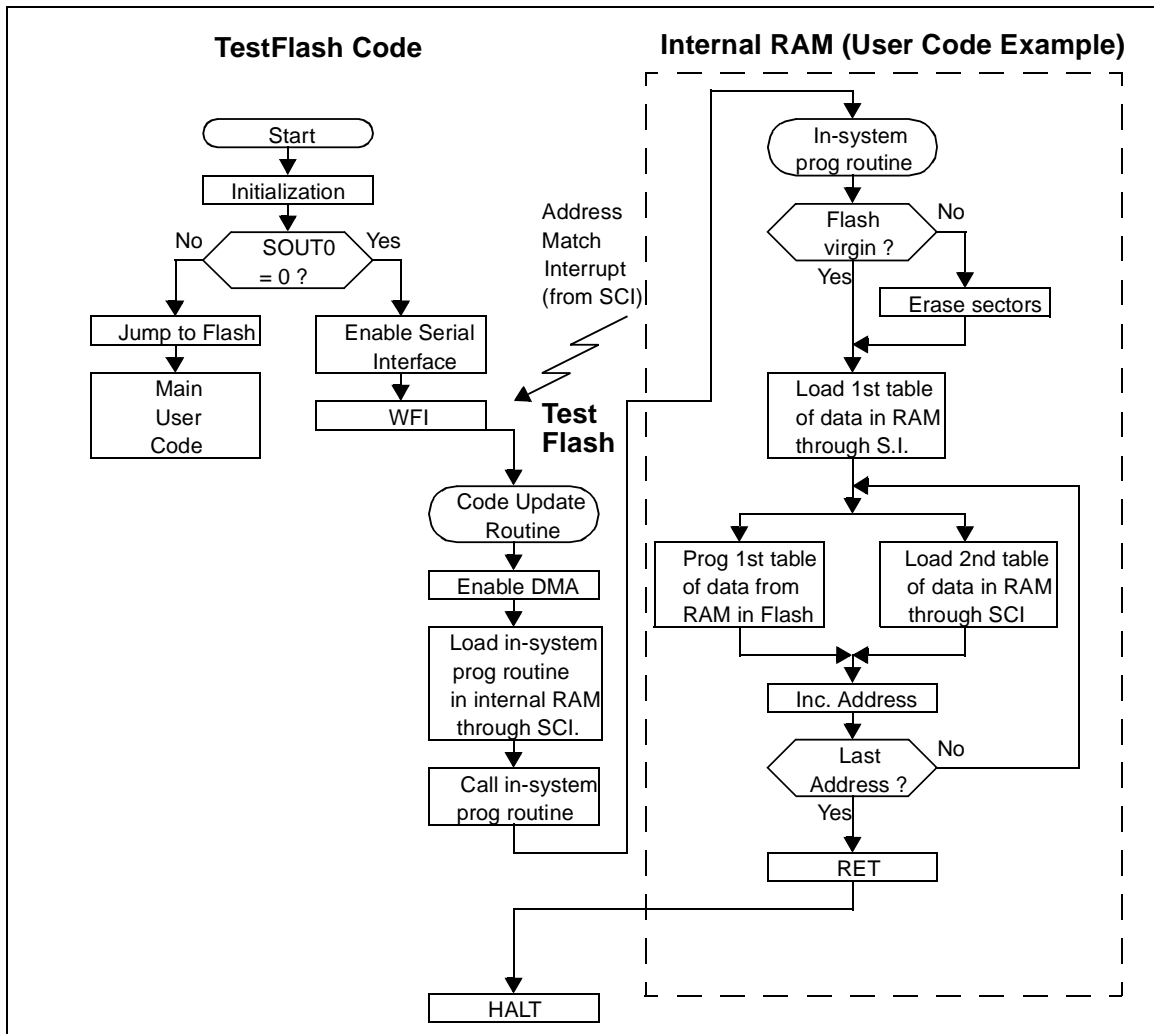 TestFlash Code
Internal RAM (User Code Example)
Start
Initialization
No
SOUT0
= 0 ?
Yes
Jump to Flash
Main
User
Code
Enable Serial
Interface
WFI
Address
Match
Interrupt
(from SCI)
Test
Flash
Code Update
Routine
Enable DMA
Load in-system
prog routine
in internal RAM
through SCI.
Call in-system
prog routine
HALT
In-system
prog routine
Flash
virgin ?
No
Yes
Erase sectors
Load 1st table
of data in RAM
through S.I.
Prog 1st table
of data from
RAM in Flash
Load 2nd table
of data in RAM
through SCI
Inc. Address
Last
Address ?
No
Yes
RET